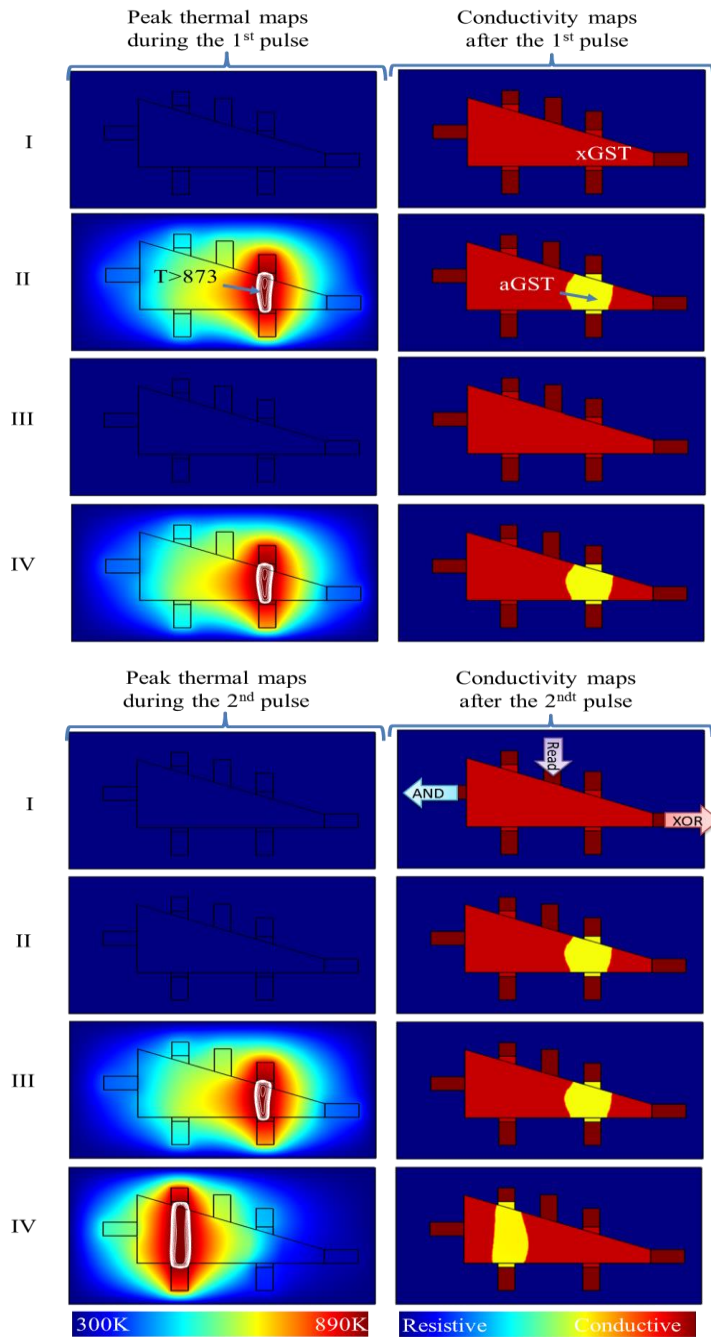 Peak thermal maps
during the 1st pulse
Conductivity maps
after the 1st pulse
I
xGST
II
T>873
aGST
III
IV
Peak thermal maps
during the 2nd pulse
Conductivity maps
after the 2ndt pulse
I
AND
Read
XOR
II
III
IV
300K
890K
Resistive
Conductive